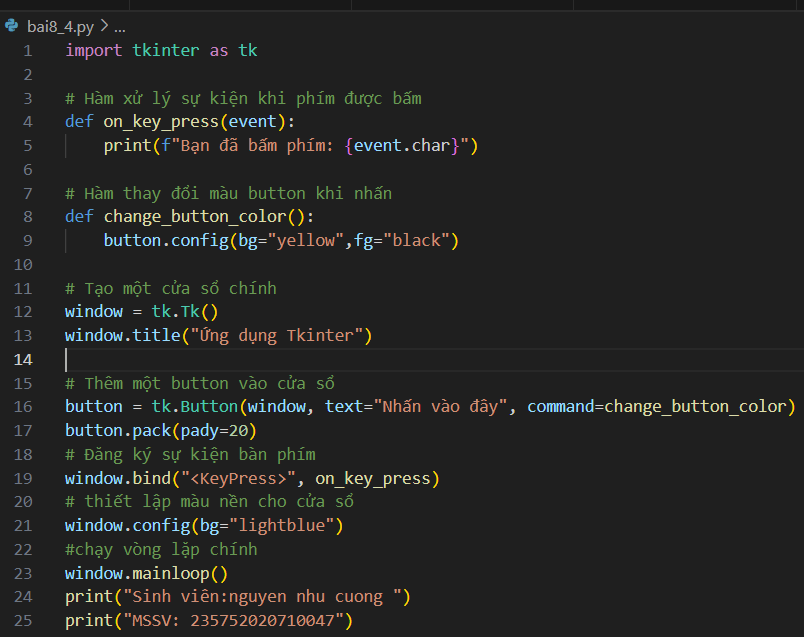 bai8_4.py > ...
1 import tkinter as tk
2
3 # Hàm xử lý sự kiện khi phím được bấm
4 def on_key_press(event):
5     print(f"Bạn đã bấm phím: {event.char}")
6
7 # Hàm thay đổi màu button khi nhấn
8 def change_button_color():
9     button.config(bg="yellow",fg="black")
10
11 # Tạo một cửa sổ chính
12 window = tk.Tk()
13 window.title("Ứng dụng Tkinter")
14
15 # Thêm một button vào cửa sổ
16 button = tk.Button(window, text="Nhấn vào đây", command=change_button_color)
17 button.pack(pady=20)
18 # Đăng ký sự kiện bàn phím
19 window.bind("<KeyPress>", on_key_press)
20 # thiết lập màu nền cho cửa sổ
21 window.config(bg="lightblue")
22 #chạy vòng lặp chính
23 window.mainloop()
24 print("Sinh viên:nguyen nhu cuong ")
25 print("MSSV: 235752020710047")